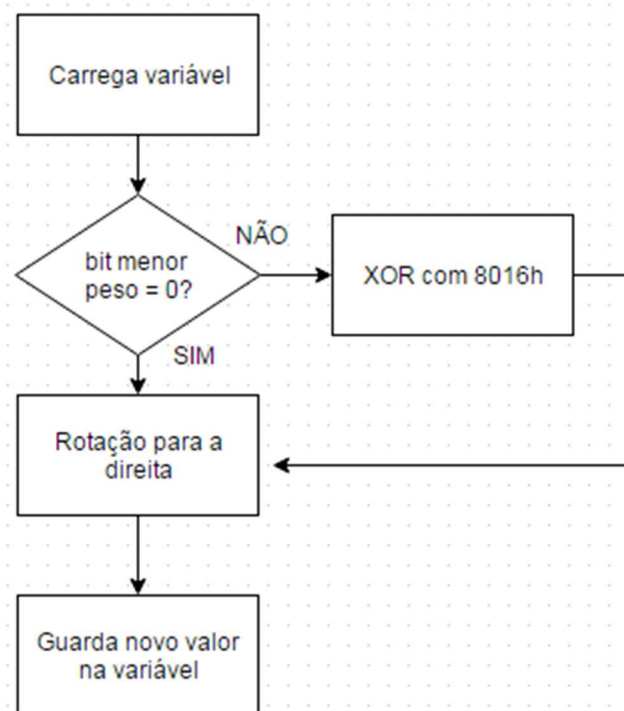 Carrega variável
NÃO
bit menor
peso = 0?
XOR com 8016h
SIM
Rotação para a
direita
Guarda novo valor
na variável